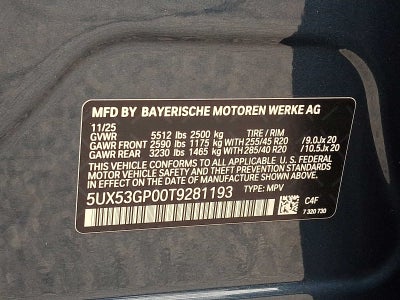 MFD BY BAYERISCHE MOTOREN WERKE AG
11/25
GVWR 5512 lbs 2500 kg TIRE / RIM
GAWR FRONT 2590 lbs 1175 kg WITH 255/45 R20 /9.0Jx 20
GAWR REAR 3230 lbs 1465 kg WITH 285/40 R20 /10.5Jx 20
THIS VEHICLE CONFORMS TO ALL APPLICABLE U.S. FEDERAL
MOTOR VEHICLE SAFETY AND THEFT PREVENTION STANDARDS
IN EFFECT ON THE DATE OF MANUFACTURE SHOWN ABOVE.
5UX53GP00T9281193 TYPE: MPV
C4F
7 320 730